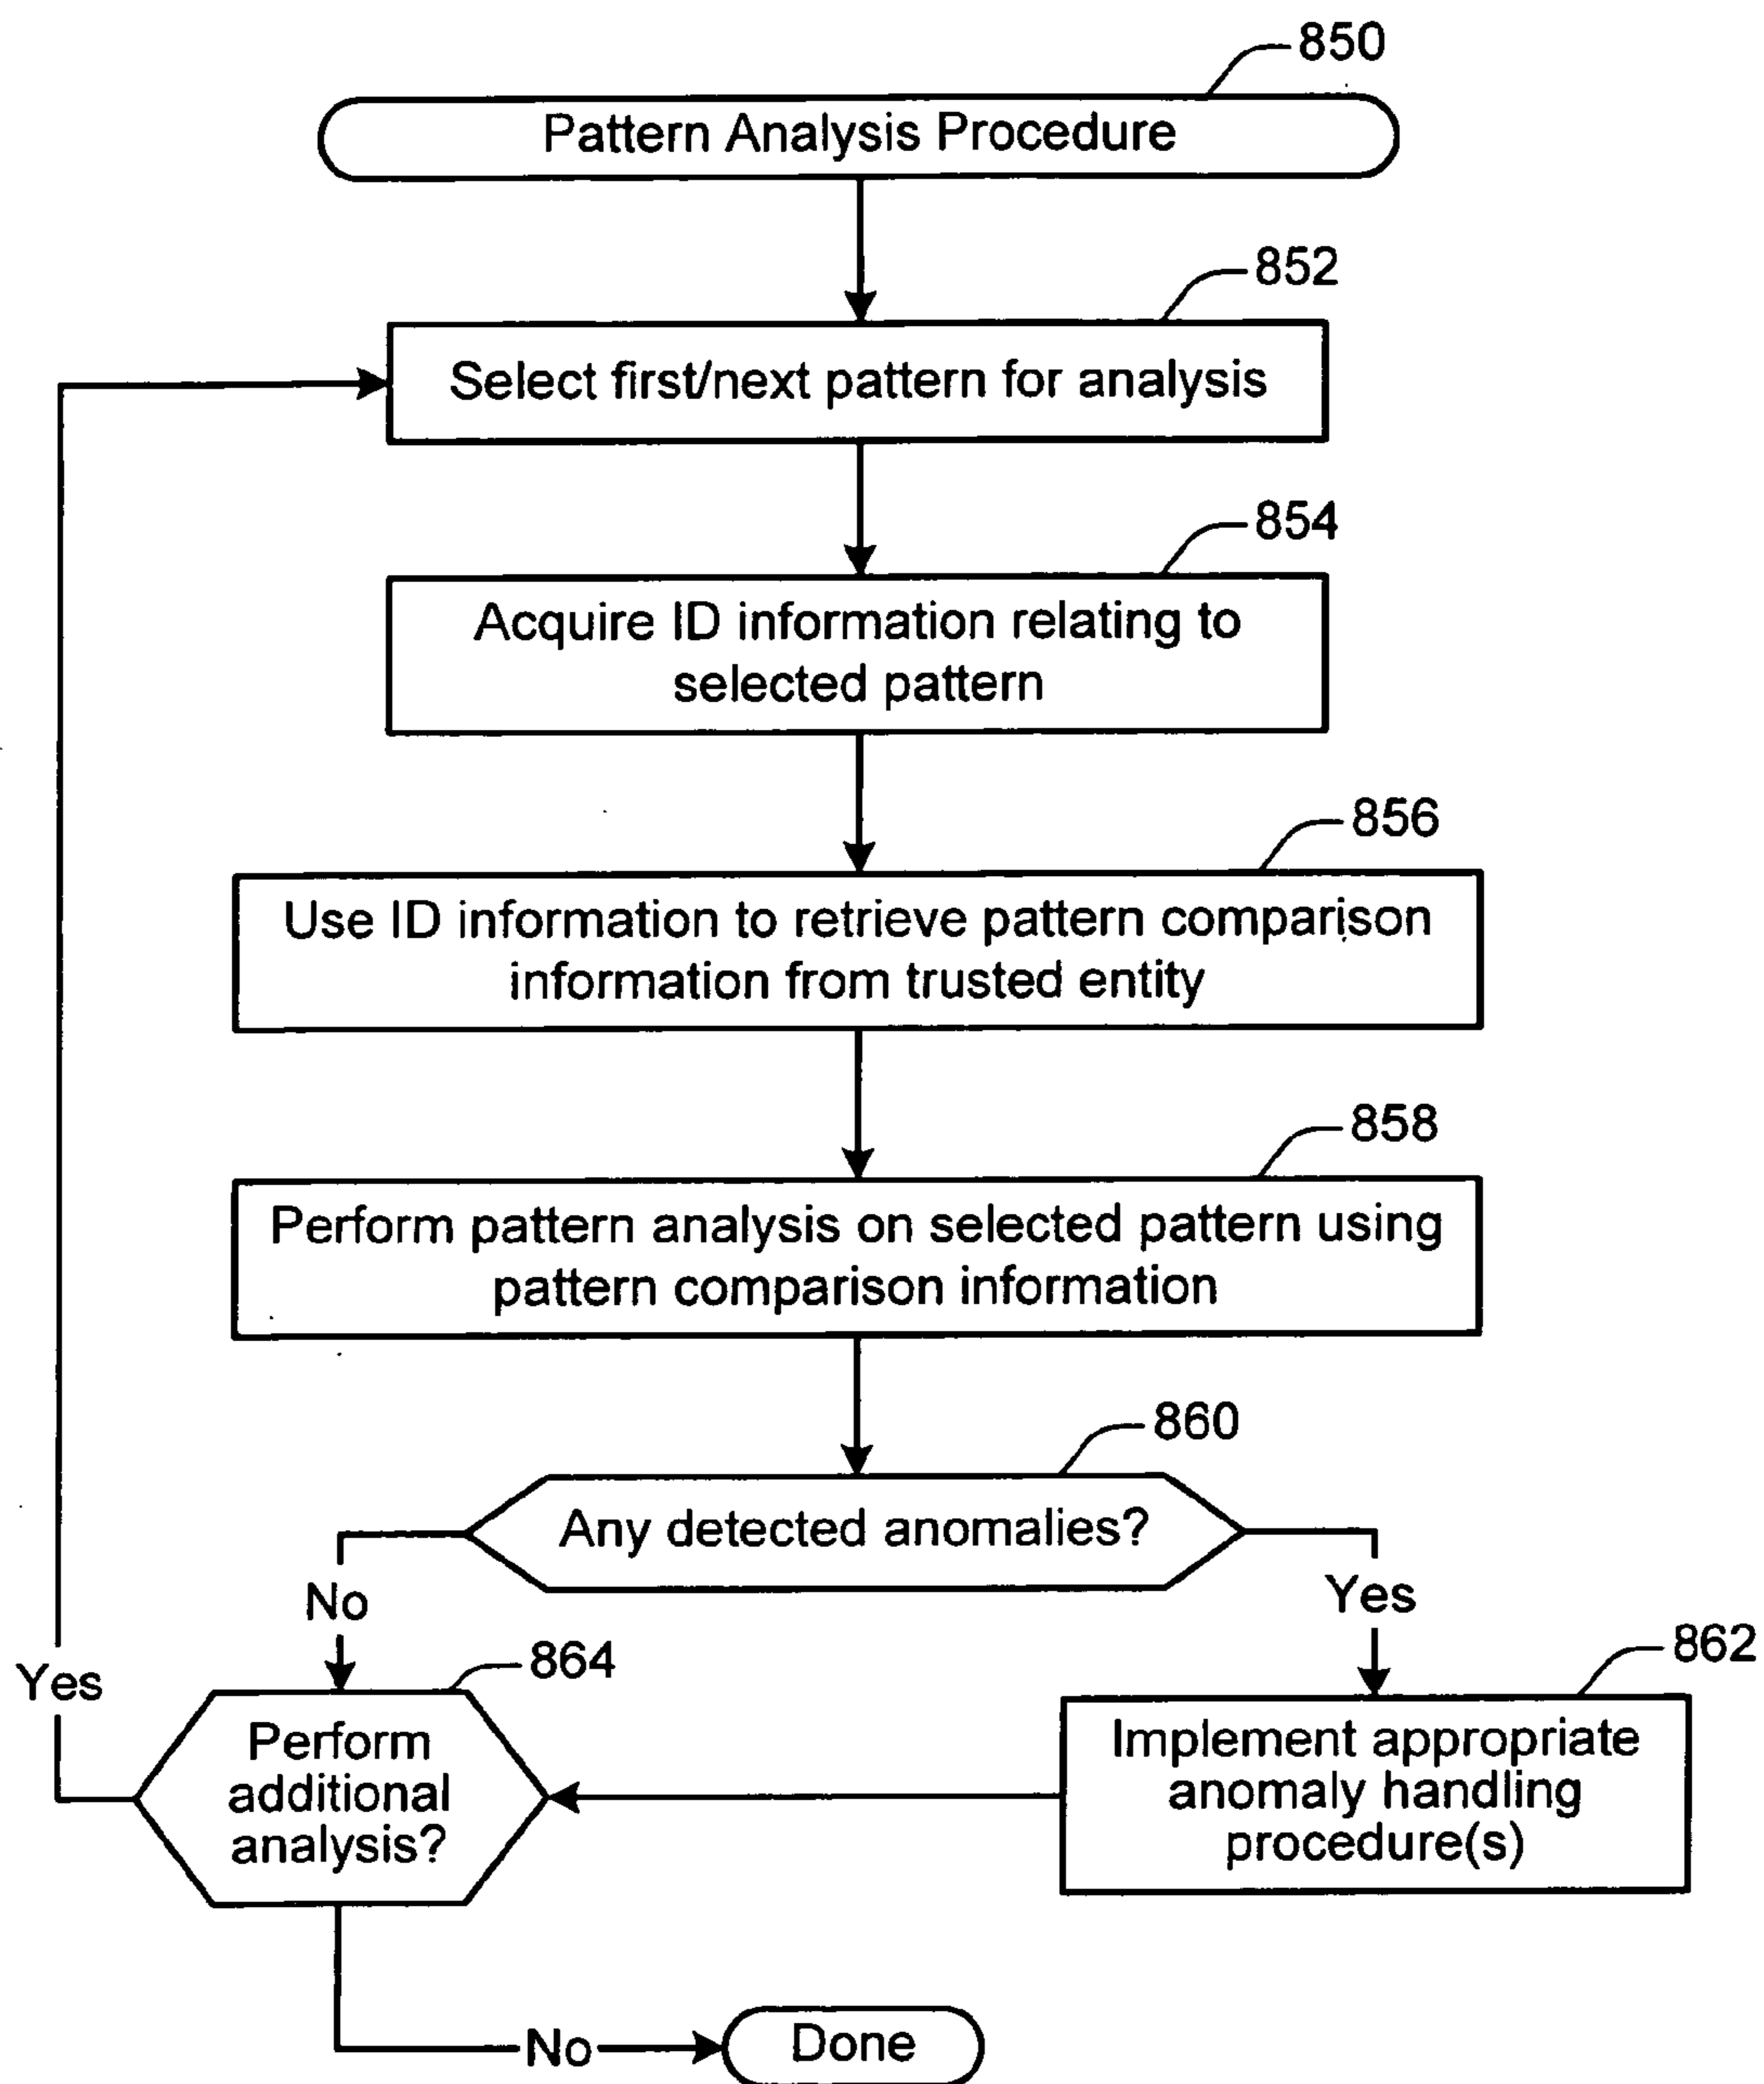 850
Pattern Analysis Procedure
852
Select first/next pattern for analysis
854
Acquire ID information relating to
selected pattern
856
Use ID information to retrieve pattern comparison
information from trusted entity
858
Perform pattern analysis on selected pattern using
pattern comparison information
860
Any detected anomalies?
No
Yes
864
862
Yes
Perform
additional
analysis?
Implement appropriate
anomaly handling
procedure(s)
No
Done